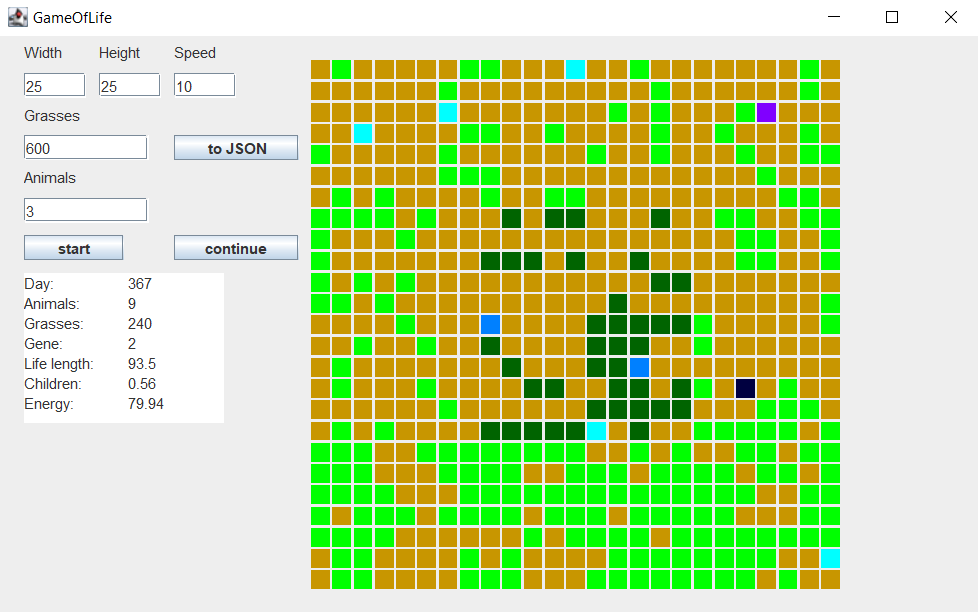 GameOfLife
Width Height Speed
25 25 10
Grasses
600 to JSON
Animals
3
start continue
Day: 367
Animals: 9
Grasses: 240
Gene: 2
Life length: 93.5
Children: 0.56
Energy: 79.94